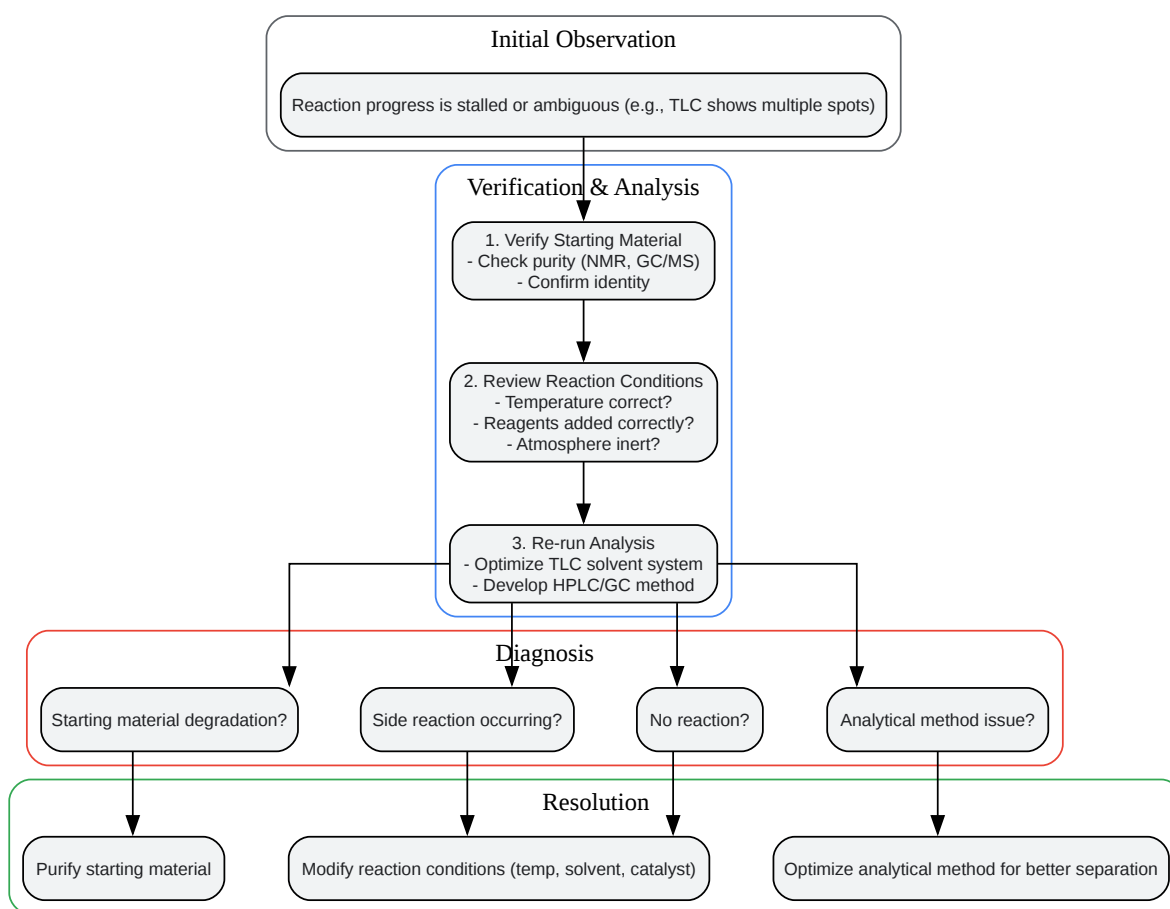 Initial Observation
Reaction progress is stalled or ambiguous (e.g., TLC shows multiple spots)
Verification & Analysis
1. Verify Starting Material
- Check purity (NMR, GC/MS)
- Confirm identity
2. Review Reaction Conditions
- Temperature correct?
- Reagents added correctly?
- Atmosphere inert?
3. Re-run Analysis
- Optimize TLC solvent system
- Develop HPLC/GC method
Diagnosis
Starting material degradation?
Side reaction occurring?
No reaction?
Analytical method issue?
Resolution
Purify starting material
Modify reaction conditions (temp, solvent, catalyst)
Optimize analytical method for better separation